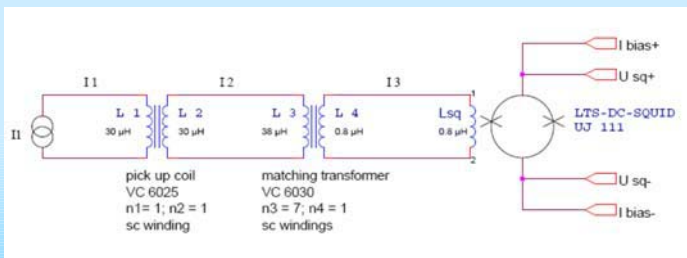 I1
I2
I3
I1
L 1
30 µH
L 2
30 µH
L 3
38 µH
L 4
0.8 µH
Lsq
0.8 µH
1
2
I bias+
U sq+
LTS-DC-SQUID
UJ 111
U sq-
I bias-
pick up coil
VC 6025
n1= 1; n2 = 1
sc winding
matching transformer
VC 6030
n3 = 7; n4 = 1
sc windings